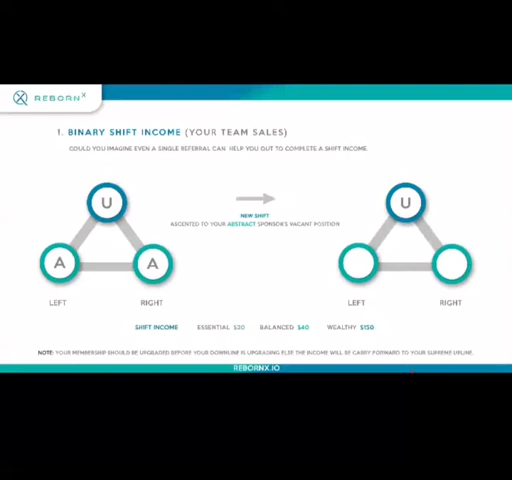 REBORNX
1. BINARY SHIFT INCOME (YOUR TEAM SALES)
COULD YOU IMAGINE EVEN A SINGLE REFERRAL CAN HELP YOU OUT TO COMPLETE A SHIFT INCOME.
U
U
NEW SHIFT
ASCENTED TO YOUR ABSTRACT SPONSOR'S VACANT POSITION
A
A
LEFT
RIGHT
LEFT
RIGHT
SHIFT INCOME ESSENTIAL $20 BALANCED $40 WEALTHY $150
NOTE: YOUR MEMBERSHIP SHOULD BE UPGRADED BEFORE YOUR DOWNLINE IS UPGRADING ELSE THE INCOME WILL BE CARRY FORWARD TO YOUR SUPREME UPLINE.
REBORNX.IO